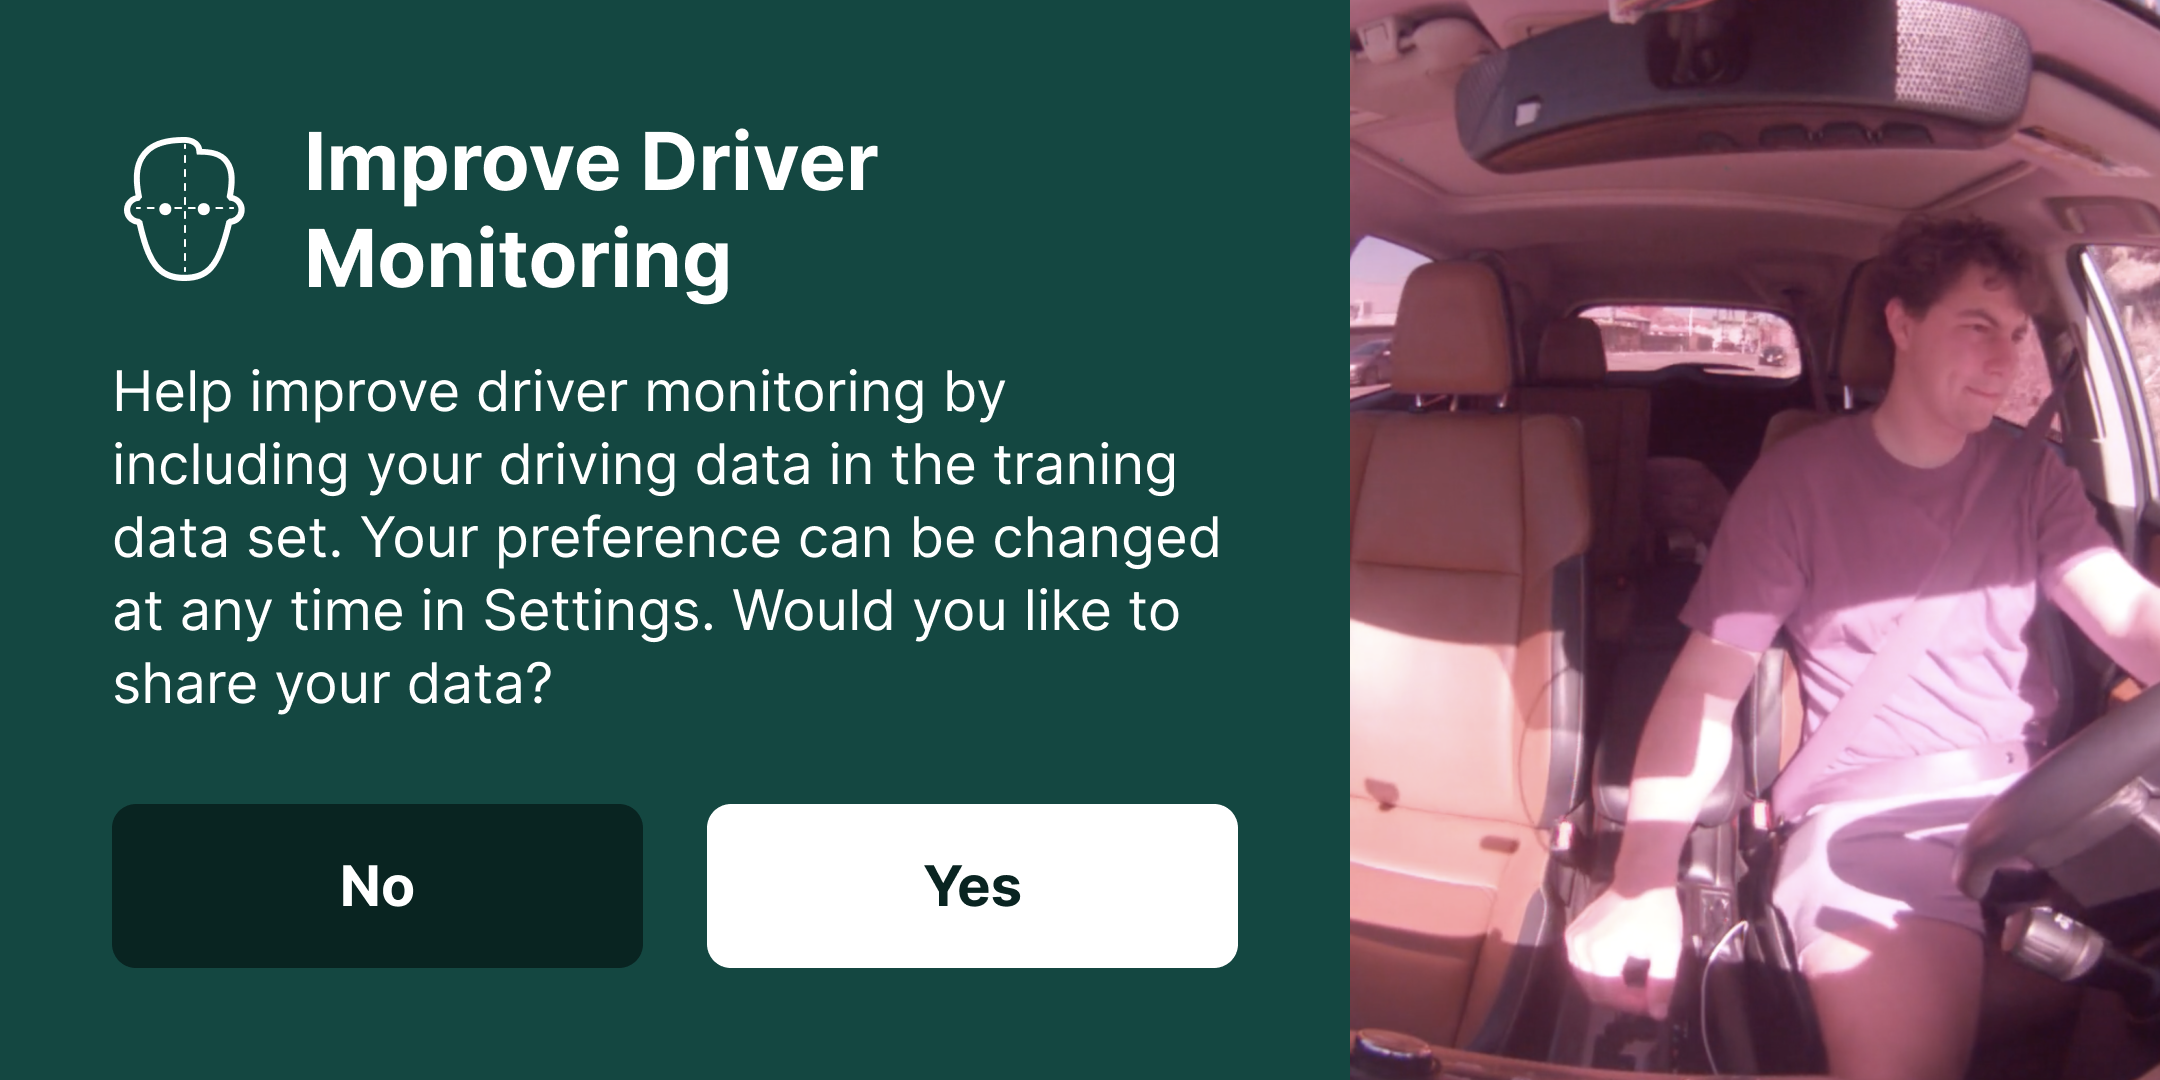 Improve Driver
Monitoring
Help improve driver monitoring by
including your driving data in the traning
data set. Your preference can be changed
at any time in Settings. Would you like to
share your data?
No
Yes